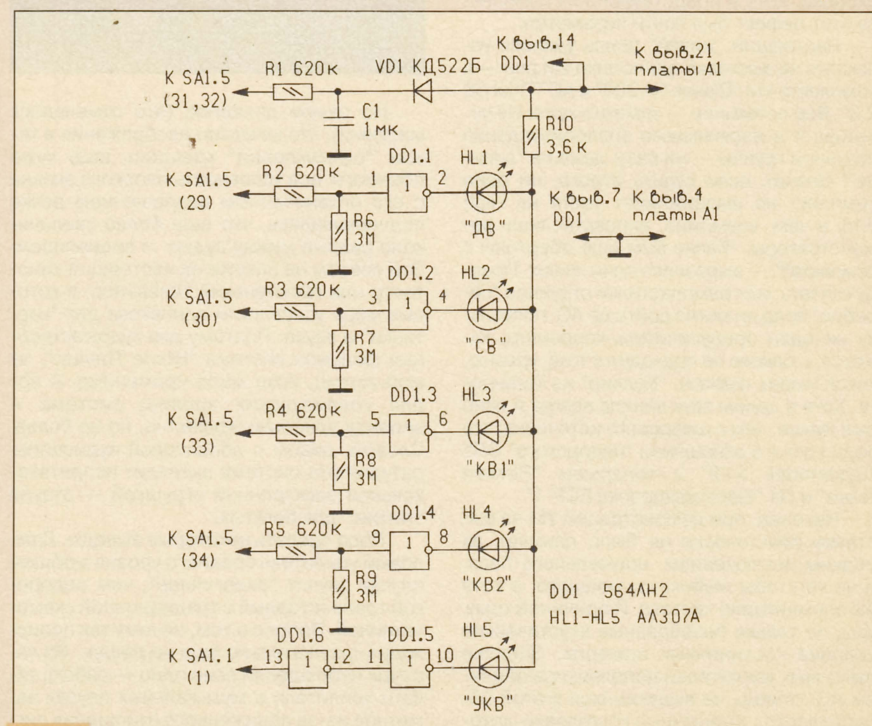 К выв.14
DD1
К выв.21
платы А1
К SA1.5
(31,32)
R1 620к
VD1 КД522Б
C1
1мк
R10
3,6к
К SA1.5
(29)
R2 620к
DD1.1
1
2
HL1
"ДВ"
R6
3М
К выв.7
DD1
К выв.4
платы А1
К SA1.5
(30)
R3 620к
DD1.2
3
1
4
HL2
"СВ"
R7
3М
К SA1.5
(33)
R4 620к
DD1.3
5
1
6
HL3
"КВ1"
R8
3М
К SA1.5
(34)
R5 620к
DD1.4
9
1
8
HL4
"КВ2"
R9
3М
DD1 564ЛН2
HL1-HL5 АЛ307А
К SA1.1
(1)
DD1.6
13
1
12
DD1.5
11
1
10
HL5
"УКВ"